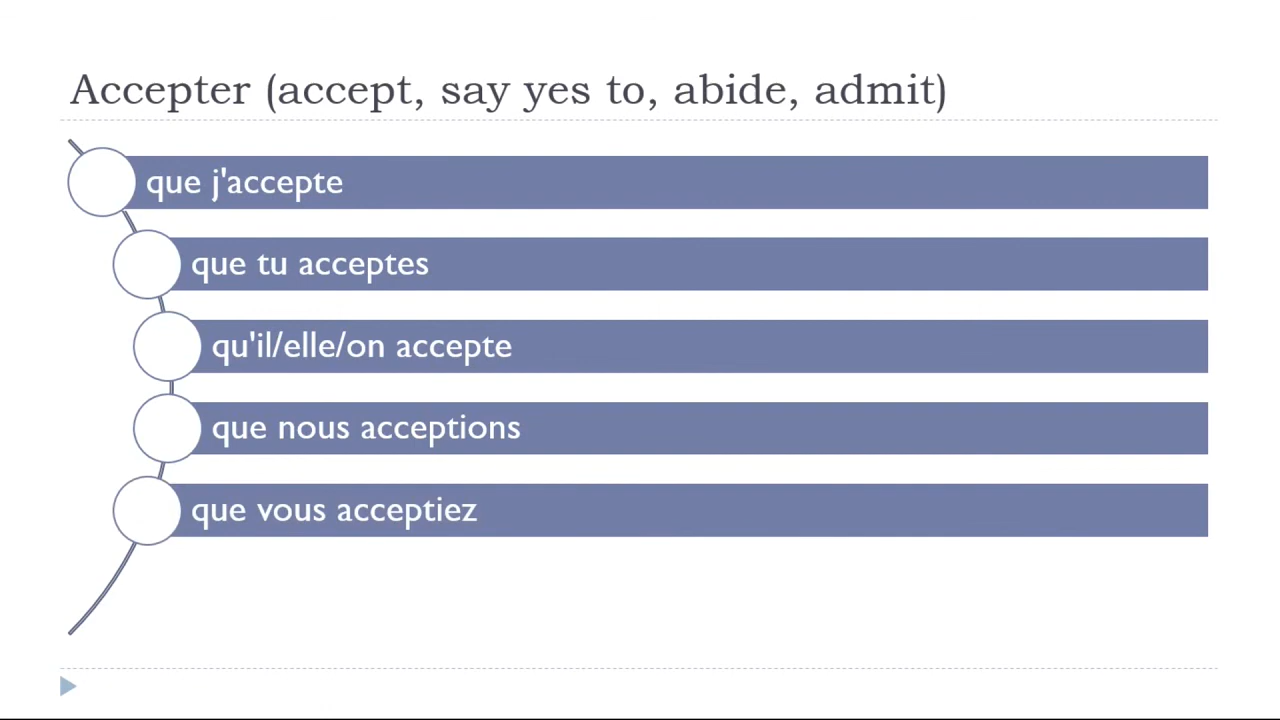 Accepter (accept, say yes to, abide, admit)
que j'accepte
que tu acceptes
qu'il/elle/on accepte
que nous acceptions
que vous acceptiez